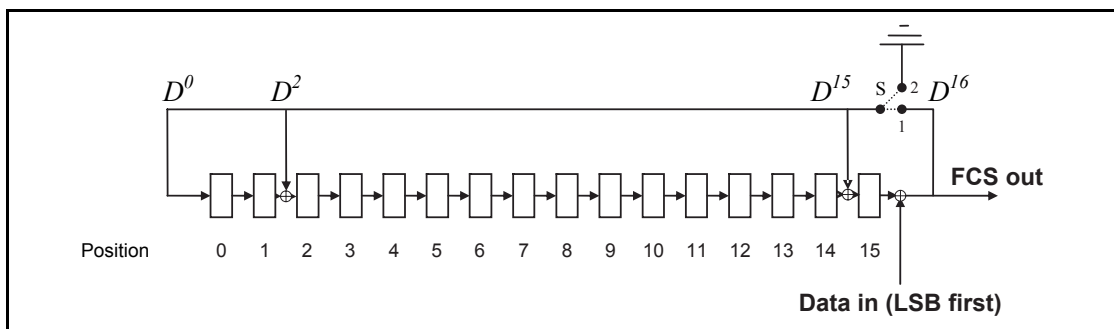 D^0 D^2 D^15 S 2 D^16
1
FCS out
Position 0 1 2 3 4 5 6 7 8 9 10 11 12 13 14 15
Data in (LSB first)